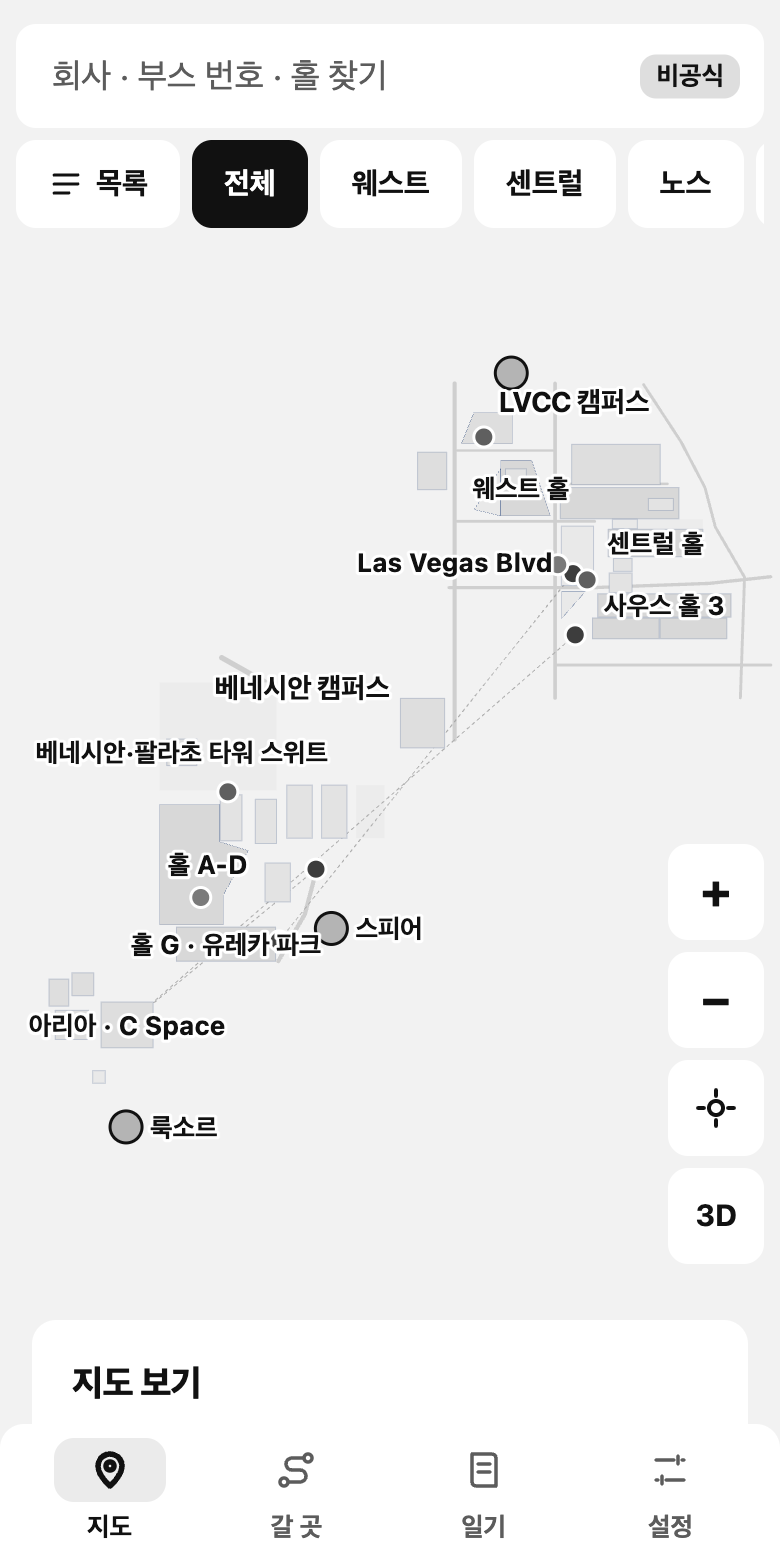 회사 · 부스 번호 · 홀 찾기
비공식
목록
전체
웨스트
센트럴
노스
LVCC 캠퍼스
웨스트 홀
센트럴 홀
Las Vegas Blvd
사우스 홀 3
베네시안 캠퍼스
베네시안·팔라초 타워 스위트
홀 A-D
스피어
홀 G · 유레카 파크
아리아 · C Space
룩소르
+
−
3D
지도 보기
지도
갈 곳
일기
설정